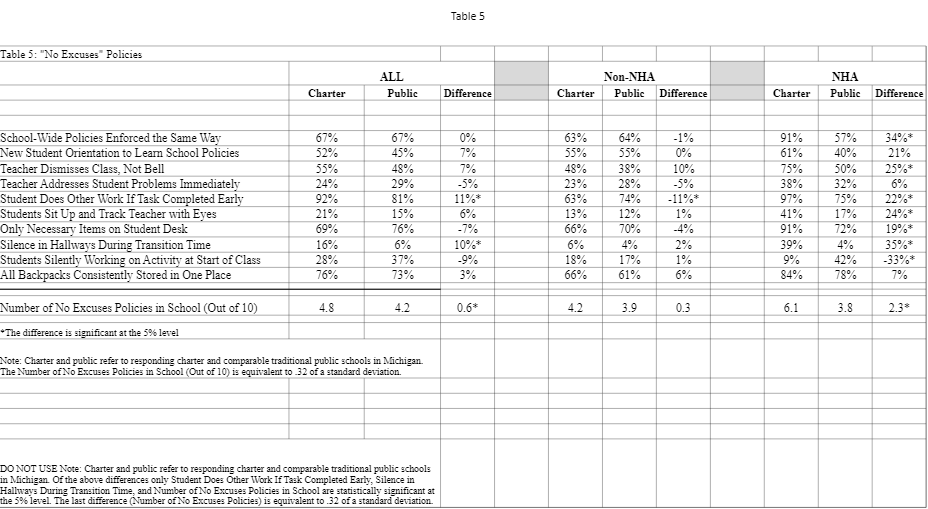 Table 5
Table 5: "No Excuses" Policies
ALL Non-NHA NHA
Charter Public Difference Charter Public Difference Charter Public Difference
School-Wide Policies Enforced the Same Way 67% 67% 0% 63% 64% -1% 91% 57% 34%*
New Student Orientation to Learn School Policies 52% 45% 7% 55% 55% 0% 61% 40% 21%
Teacher Dismisses Class, Not Bell 55% 48% 7% 48% 38% 10% 75% 50% 25%*
Teacher Addresses Student Problems Immediately 24% 29% -5% 23% 28% -5% 38% 32% 6%
Student Does Other Work If Task Completed Early 92% 81% 11%* 63% 74% -11%* 97% 75% 22%*
Students Sit Up and Track Teacher with Eyes 21% 15% 6% 13% 12% 1% 41% 17% 24%*
Only Necessary Items on Student Desk 69% 76% -7% 66% 70% -4% 91% 72% 19%*
Silence in Hallways During Transition Time 16% 6% 10%* 6% 4% 2% 39% 4% 35%*
Students Silently Working on Activity at Start of Class 28% 37% -9% 18% 17% 1% 9% 42% -33%*
All Backpacks Consistently Stored in One Place 76% 73% 3% 66% 61% 6% 84% 78% 7%
Number of No Excuses Policies in School (Out of 10) 4.8 4.2 0.6* 4.2 3.9 0.3 6.1 3.8 2.3*
*The difference is significant at the 5% level
Note: Charter and public refer to responding charter and comparable traditional public schools in Michigan.
The Number of No Excuses Policies in School (Out of 10) is equivalent to .32 of a standard deviation.
DO NOT USE Note: Charter and public refer to responding charter and comparable traditional public schools
in Michigan. Of the above differences only Student Does Other Work If Task Completed Early, Silence in
Hallways During Transition Time, and Number of No Excuses Policies in School are statistically significant at
the 5% level. The last difference (Number of No Excuses Policies) is equivalent to .32 of a standard deviation.